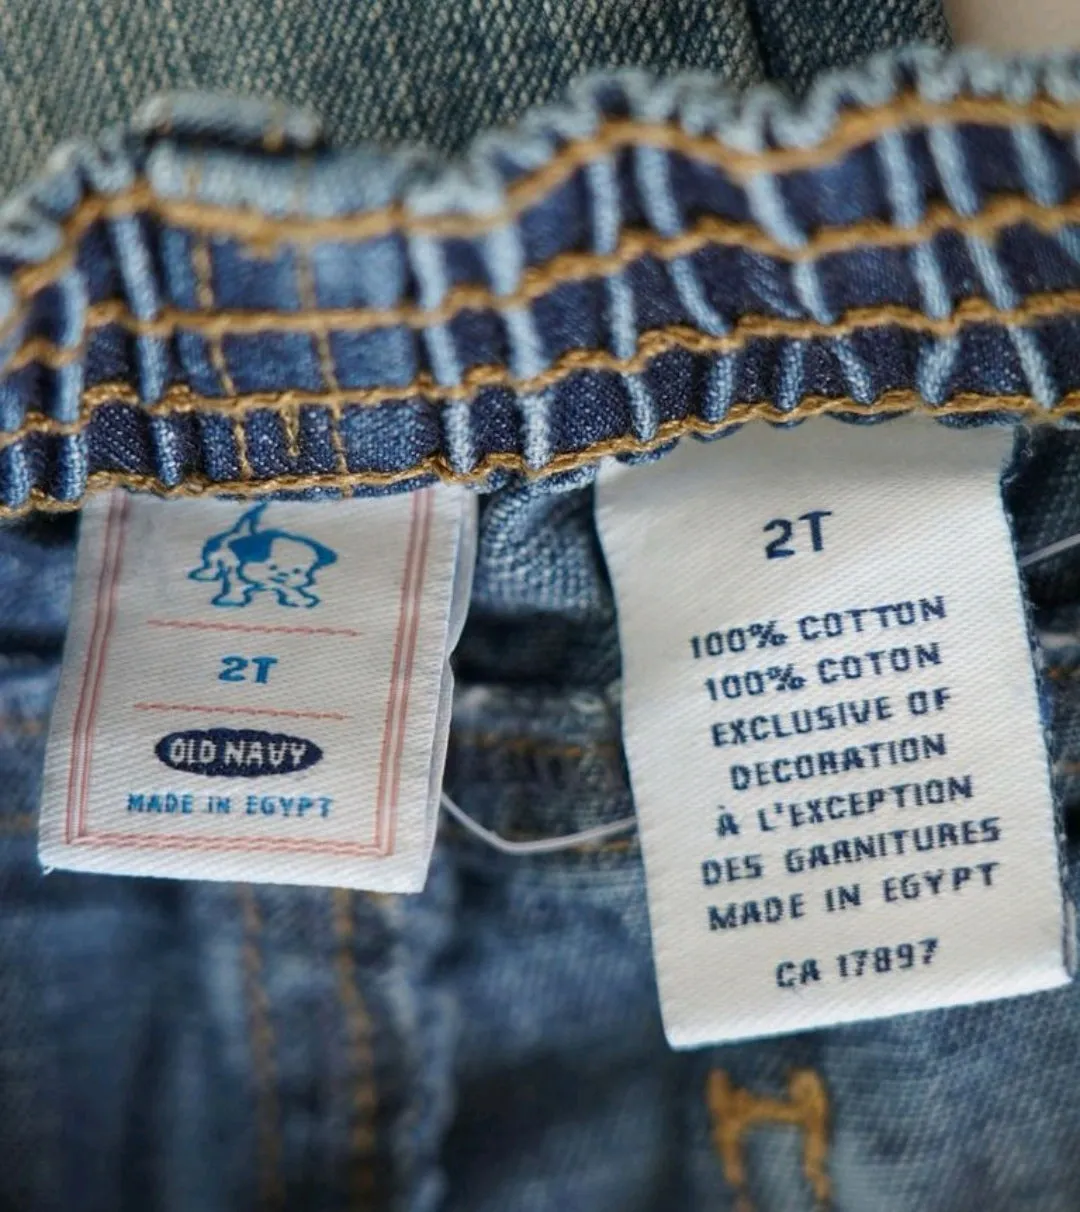 2T
OLD NAVY
MADE IN EGYPT
2T
100% COTTON
100% COTON
EXCLUSIVE OF
DECORATION
À L'EXCEPTION
DES GARNITURES
MADE IN EGYPT
CA 17897